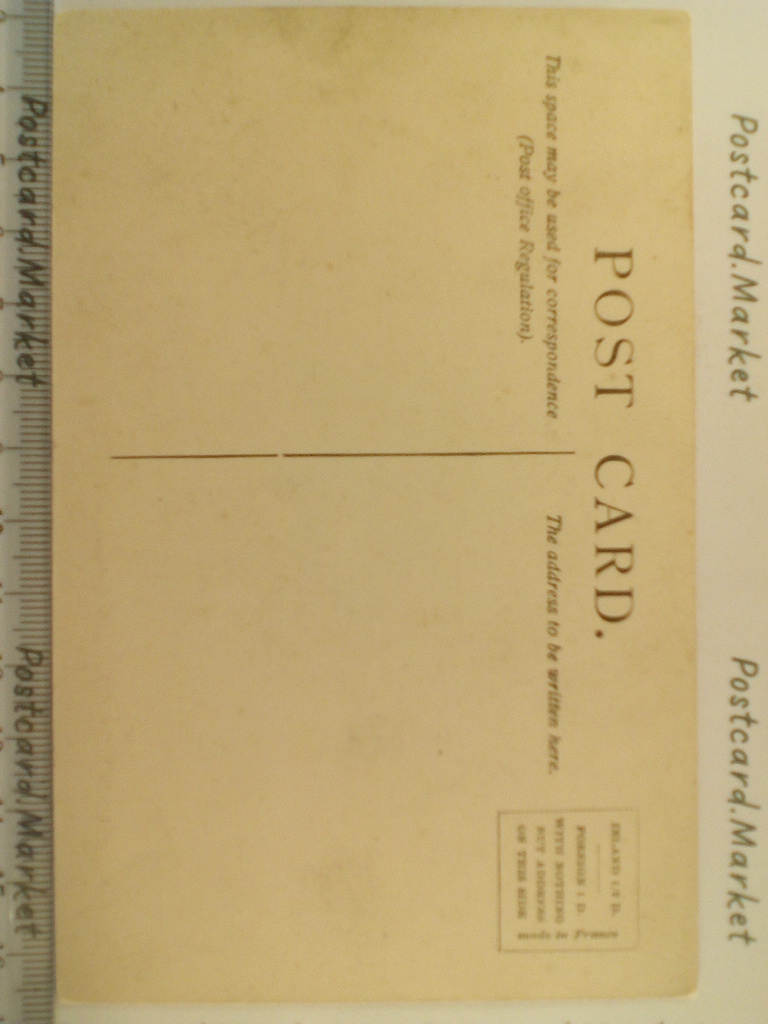 Postcard.Market
Postcard.Market
POST CARD.
This space may be used for correspondence
(Post office Regulation).
The address to be written here.
INLAND 1/2 D.
FOREIGN 1 D.
WITH NOTHING
BUT ADDRESS
ON THIS SIDE
made in France
Postcard.Market
Postcard.Market